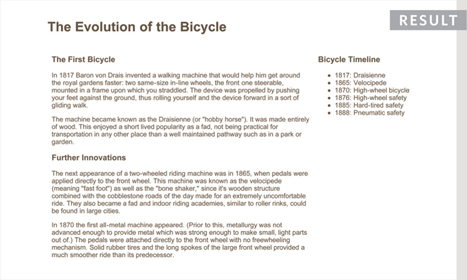 RESULT
The Evolution of the Bicycle
The First Bicycle
In 1817 Baron von Drais invented a walking machine that would help him get around
the royal gardens faster: two same-size in-line wheels, the front one steerable,
mounted in a frame upon which you straddled. The device was propelled by pushing
your feet against the ground, thus rolling yourself and the device forward in a sort of
gliding walk.
The machine became known as the Draisienne (or "hobby horse"). It was made entirely
of wood. This enjoyed a short lived popularity as a fad, not being practical for
transportation in any other place than a well maintained pathway such as in a park or
garden.
Further Innovations
The next appearance of a two-wheeled riding machine was in 1865, when pedals were
applied directly to the front wheel. This machine was known as the velocipede
(meaning "fast foot") as well as the "bone shaker," since it's wooden structure
combined with the cobblestone roads of the day made for an extremely uncomfortable
ride. They also became a fad and indoor riding academies, similar to roller rinks, could
be found in large cities.
In 1870 the first all-metal machine appeared. (Prior to this, metallurgy was not
advanced enough to provide metal which was strong enough to make small, light parts
out of.) The pedals were attached directly to the front wheel with no freewheeling
mechanism. Solid rubber tires and the long spokes of the large front wheel provided a
much smoother ride than its predecessor.
Bicycle Timeline
1817: Draisienne
1865: Velocipede
1870: High-wheel bicycle
1876: High-wheel safety
1885: Hard-tired safety
1888: Pneumatic safety